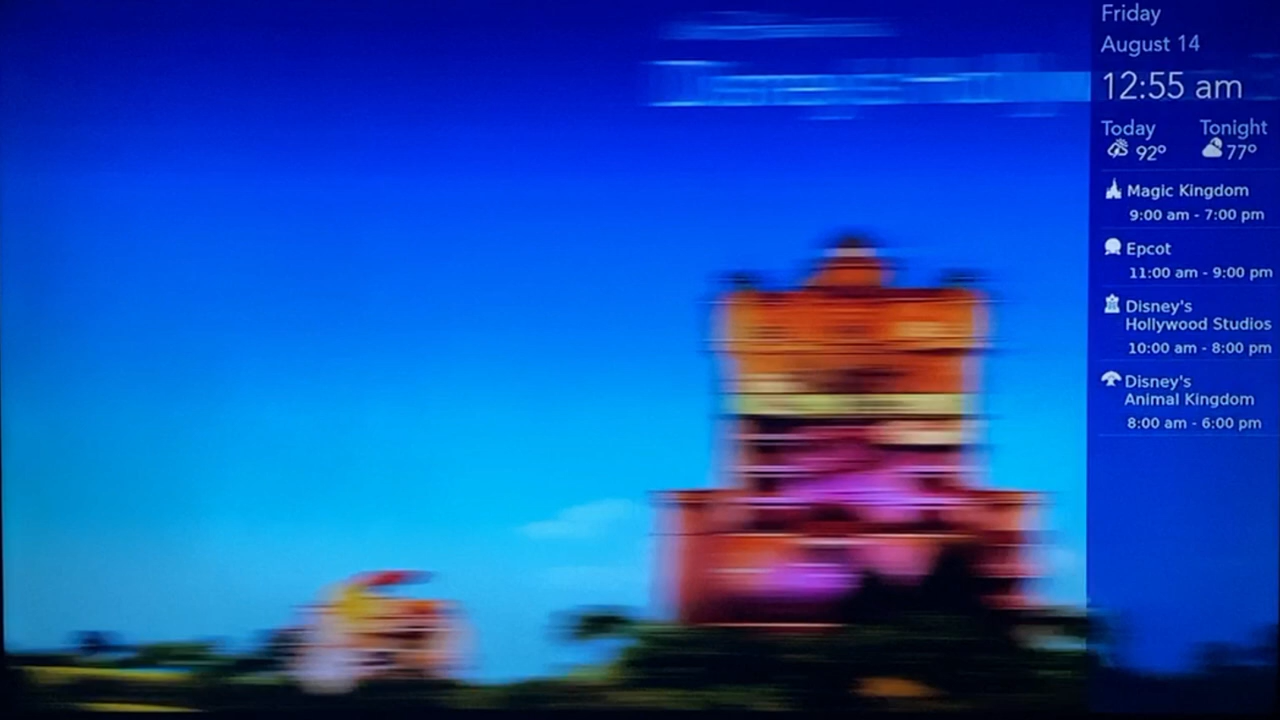 Friday
August 14
12:55 am
Today Tonight
92° 77°
Magic Kingdom
9:00 am - 7:00 pm
Epcot
11:00 am - 9:00 pm
Disney's
Hollywood Studios
10:00 am - 8:00 pm
Disney's
Animal Kingdom
8:00 am - 6:00 pm